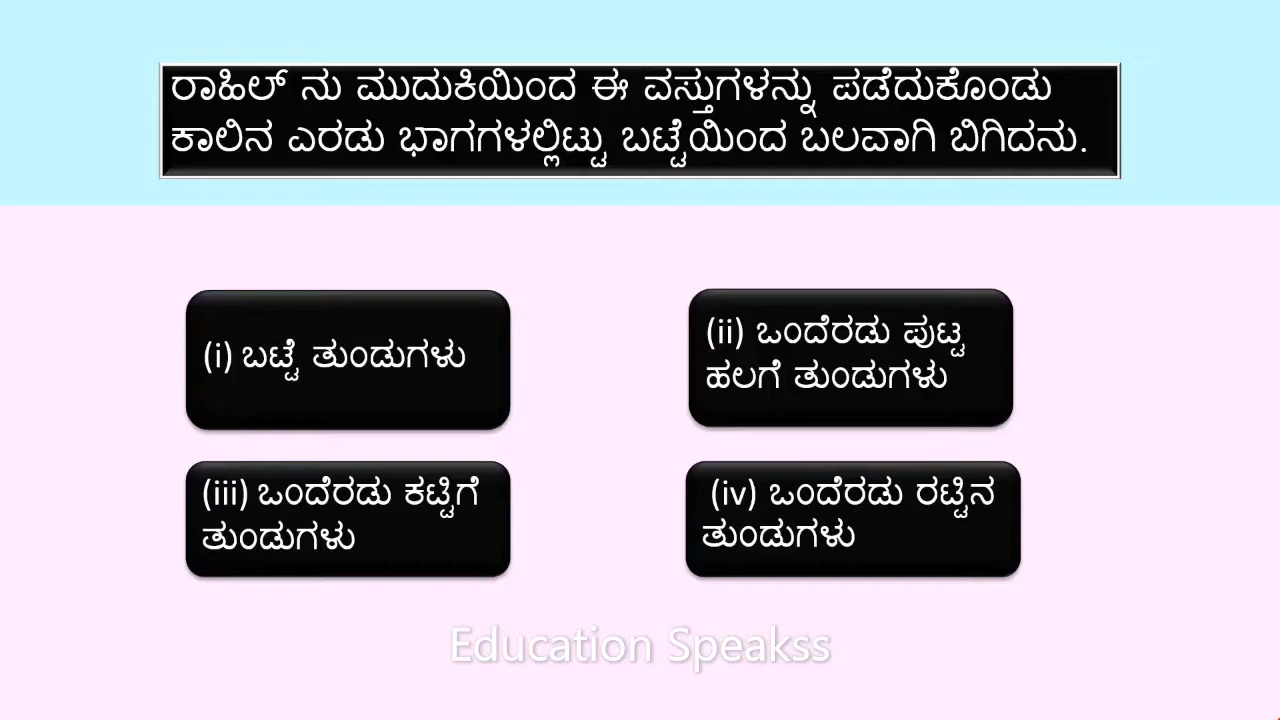 ರಾಹಿಲ್ ನು ಮುದುಕಿಯಿಂದ ಈ ವಸ್ತುಗಳನ್ನು ಪಡೆದುಕೊಂಡು
ಕಾಲಿನ ಎರಡು ಭಾಗಗಳಲ್ಲಿಟ್ಟು ಬಟ್ಟೆಯಿಂದ ಬಲವಾಗಿ ಬಿಗಿದನು.
(i) ಬಟ್ಟೆ ತುಂಡುಗಳು
(ii) ಒಂದೆರಡು ಪುಟ್ಟ
ಹಲಗೆ ತುಂಡುಗಳು
(iii) ಒಂದೆರಡು ಕಟ್ಟಿಗೆ
ತುಂಡುಗಳು
(iv) ಒಂದೆರಡು ರಟ್ಟಿನ
ತುಂಡುಗಳು
Education Speakss